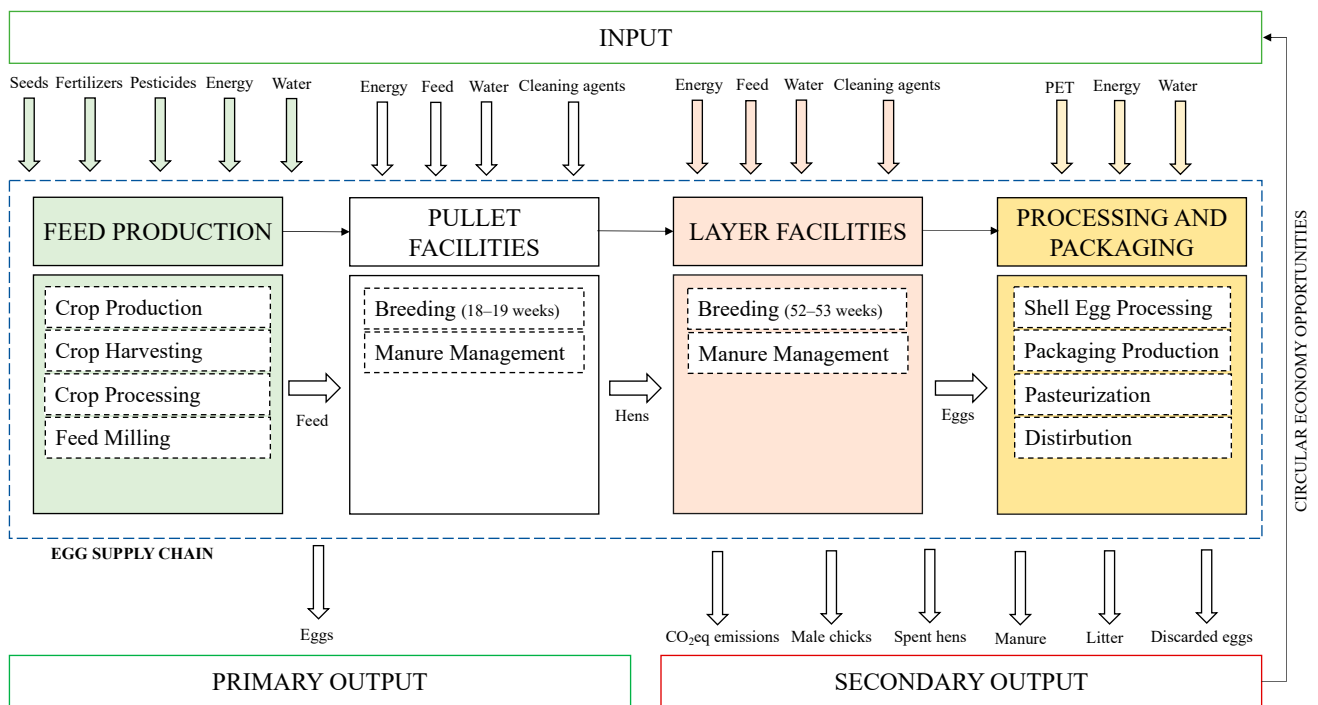 INPUT
Seeds
Fertilizers
Pesticides
Energy
Water
Energy
Feed
Water
Cleaning agents
Energy
Feed
Water
Cleaning agents
PET
Energy
Water
FEED PRODUCTION
PULLET
FACILITIES
LAYER FACILITIES
PROCESSING AND
PACKAGING
Crop Production
Crop Harvesting
Crop Processing
Feed Milling
Feed
Breeding (18–19 weeks)
Manure Management
Hens
Breeding (52–53 weeks)
Manure Management
Eggs
Shell Egg Processing
Packaging Production
Pasteurization
Distirbution
CIRCULAR ECONOMY OPPORTUNITIES
EGG SUPPLY CHAIN
Eggs
CO₂eq emissions
Male chicks
Spent hens
Manure
Litter
Discarded eggs
PRIMARY OUTPUT
SECONDARY OUTPUT